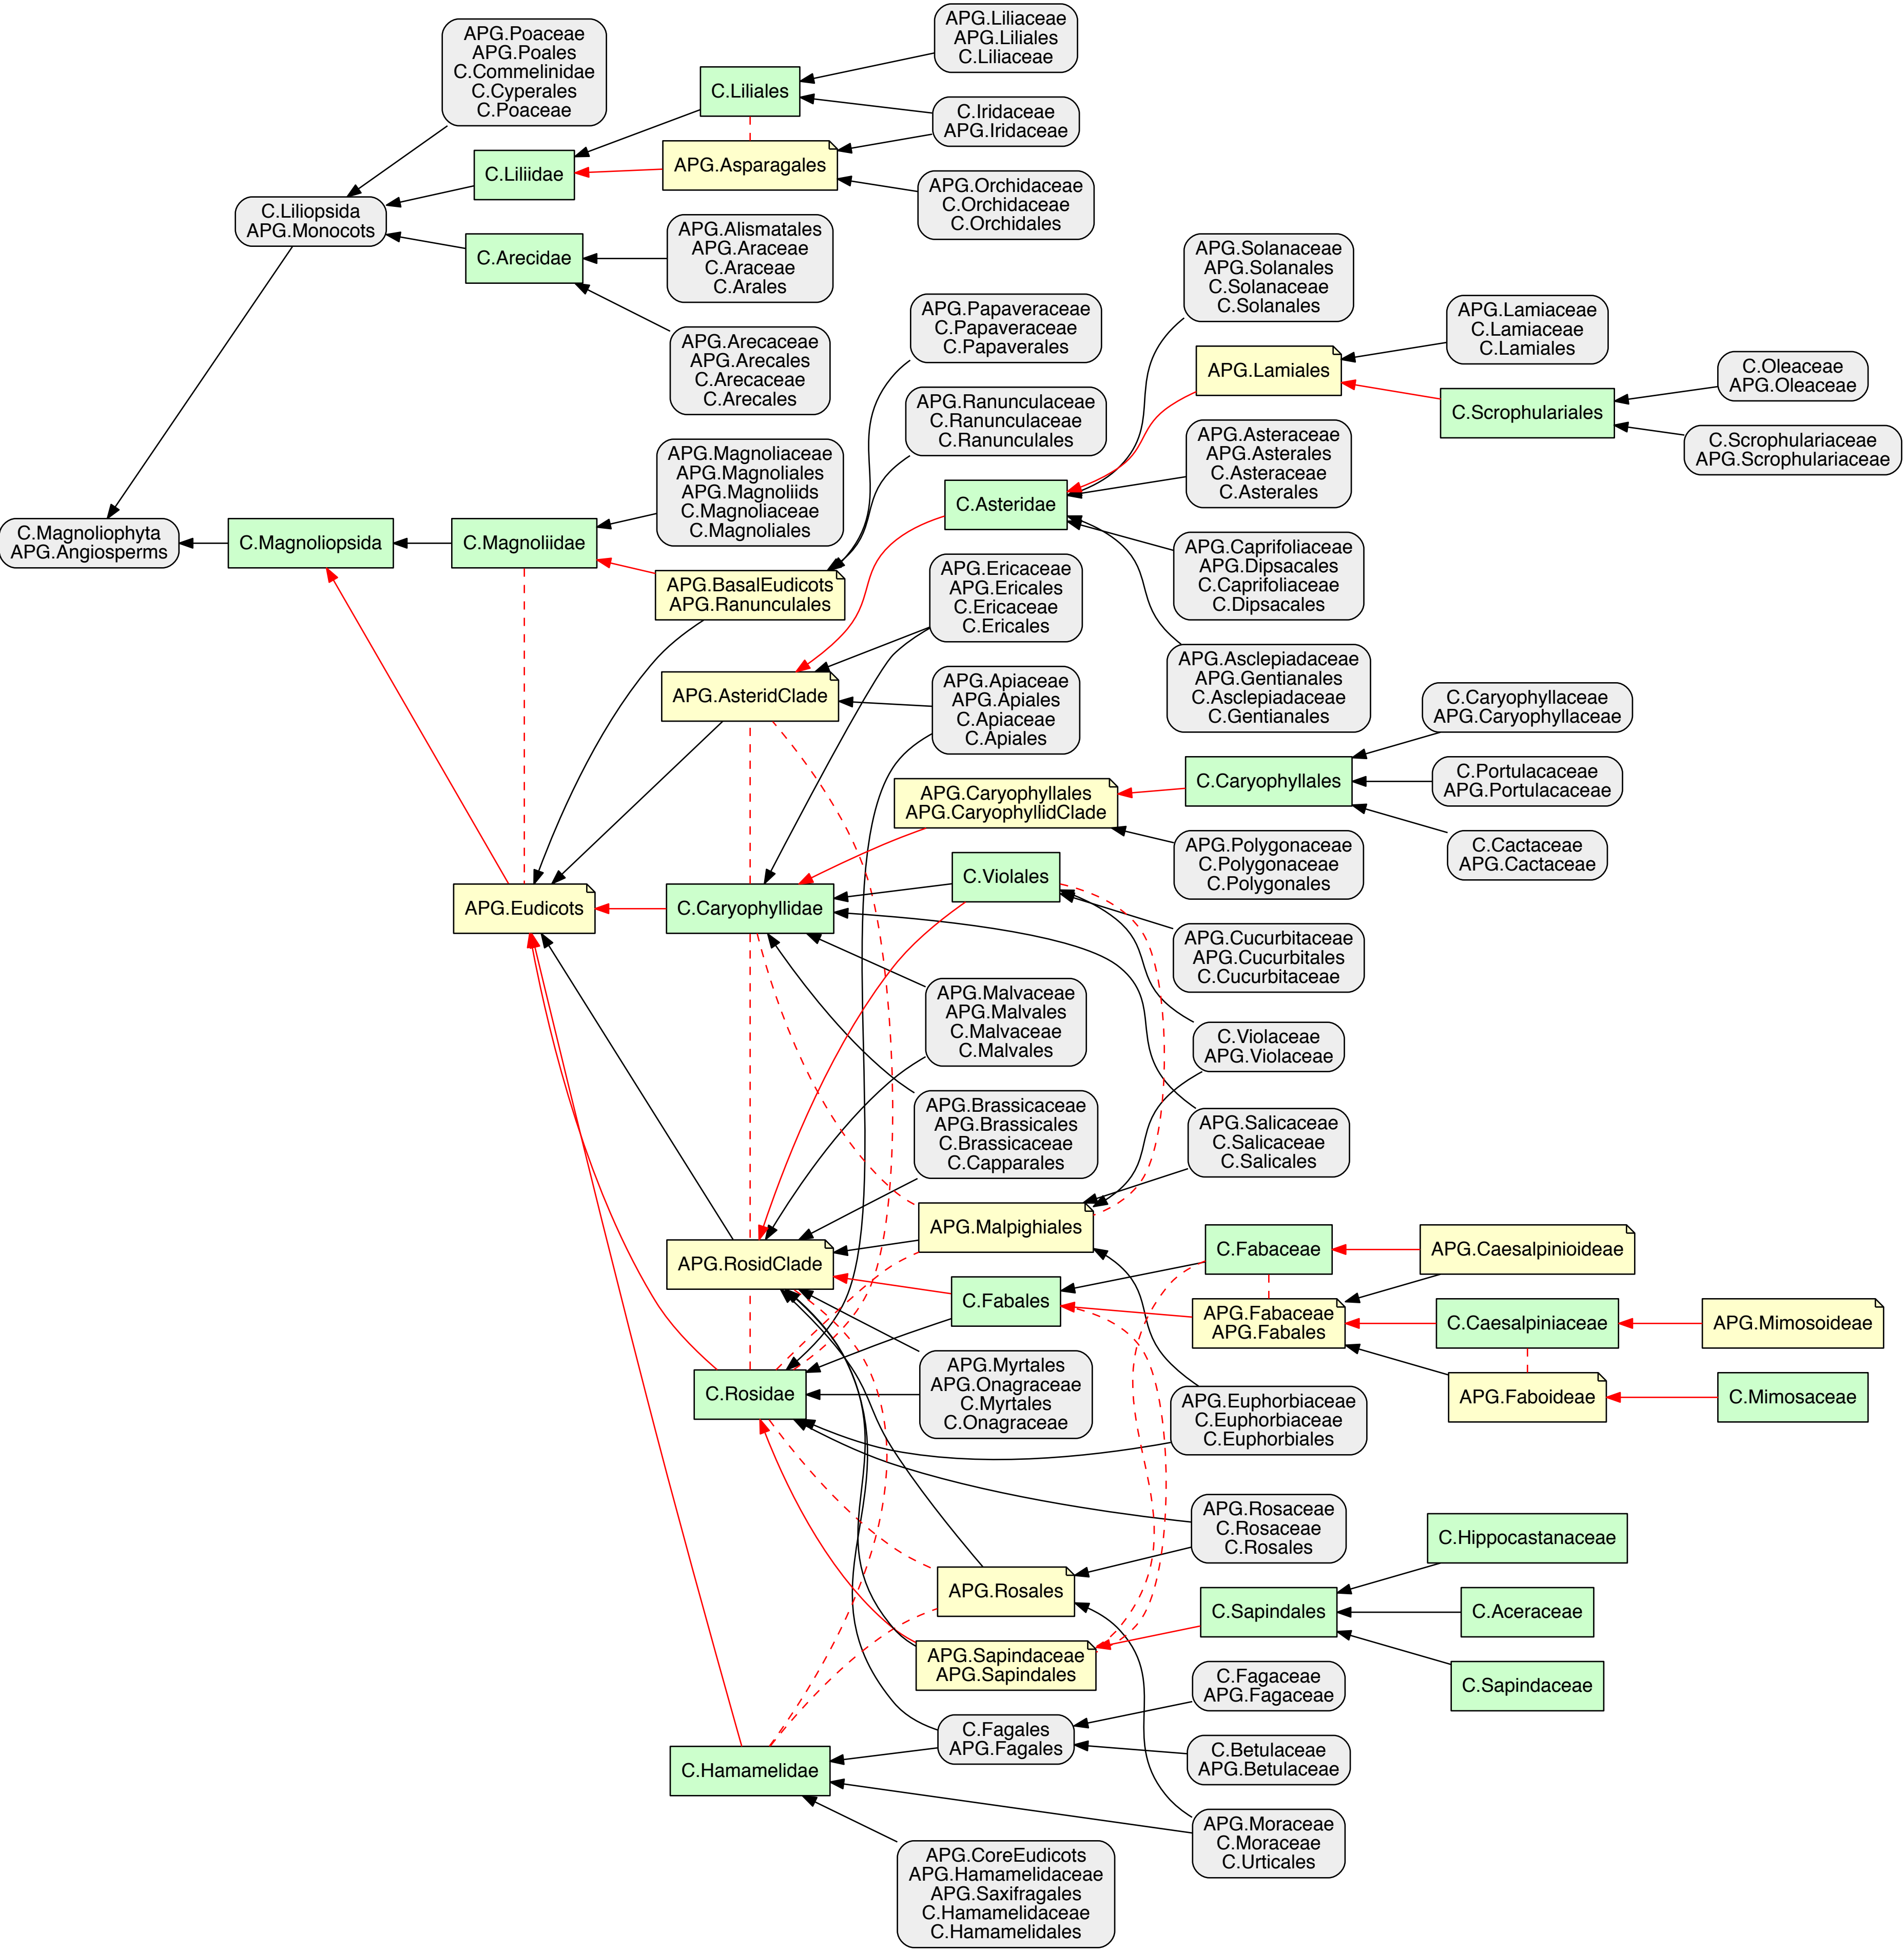 APG.Poaceae
APG.Poales
C.Commelinidae
C.Cyperales
C.Poaceae
APG.Liliaceae
APG.Liliales
C.Liliaceae
C.Liliales
C.Iridaceae
APG.Iridaceae
C.Liliidae
APG.Asparagales
C.Liliopsida
APG.Monocots
APG.Orchidaceae
C.Orchidaceae
C.Orchidales
C.Arecidae
APG.Alismatales
APG.Araceae
C.Araceae
C.Arales
APG.Arecaceae
APG.Arecales
C.Arecaceae
C.Arecales
APG.Papaveraceae
C.Papaveraceae
C.Papaverales
APG.Solanaceae
APG.Solanales
C.Solanaceae
C.Solanales
APG.Lamiales
APG.Lamiaceae
C.Lamiaceae
C.Lamiales
C.Oleaceae
APG.Oleaceae
C.Scrophulariales
C.Scrophulariaceae
APG.Scrophulariaceae
APG.Ranunculaceae
C.Ranunculaceae
C.Ranunculales
APG.Asteraceae
APG.Asterales
C.Asteraceae
C.Asterales
APG.Magnoliaceae
APG.Magnoliales
APG.Magnoliids
C.Magnoliaceae
C.Magnoliales
C.Asteridae
C.Magnoliophyta
APG.Angiosperms
C.Magnoliopsida
C.Magnoliidae
APG.BasalEudicots
APG.Ranunculales
APG.Caprifoliaceae
APG.Dipsacales
C.Caprifoliaceae
C.Dipsacales
APG.Ericaceae
APG.Ericales
C.Ericaceae
C.Ericales
APG.AsteridClade
APG.Apiaceae
APG.Apiales
C.Apiaceae
C.Apiales
APG.Asclepiadaceae
APG.Gentianales
C.Asclepiadaceae
C.Gentianales
C.Caryophyllaceae
APG.Caryophyllaceae
C.Caryophyllales
C.Portulacaceae
APG.Portulacaceae
C.Cactaceae
APG.Cactaceae
APG.Caryophyllales
APG.CaryophyllidClade
APG.Polygonaceae
C.Polygonaceae
C.Polygonales
C.Violales
APG.Eudicots
C.Caryophyllidae
APG.Cucurbitaceae
APG.Cucurbitales
C.Cucurbitaceae
APG.Malvaceae
APG.Malvales
C.Malvaceae
C.Malvales
C.Violaceae
APG.Violaceae
APG.Brassicaceae
APG.Brassicales
C.Brassicaceae
C.Capparales
APG.Salicaceae
C.Salicaceae
C.Salicales
APG.Malpighiales
APG.RosidClade
C.Fabaceae
APG.Caesalpinioideae
C.Fabales
APG.Fabaceae
APG.Fabales
C.Caesalpiniaceae
APG.Mimosoideae
APG.Faboideae
C.Mimosaceae
C.Rosidae
APG.Myrtales
APG.Onagraceae
C.Myrtales
C.Onagraceae
APG.Euphorbiaceae
C.Euphorbiaceae
C.Euphorbiales
APG.Rosaceae
C.Rosaceae
C.Rosales
APG.Rosales
C.Hippocastanaceae
C.Sapindales
C.Aceraceae
C.Sapindaceae
APG.Sapindaceae
APG.Sapindales
C.Fagaceae
APG.Fagaceae
C.Fagales
APG.Fagales
C.Betulaceae
APG.Betulaceae
C.Hamamelidae
APG.Moraceae
C.Moraceae
C.Urticales
APG.CoreEudicots
APG.Hamamelidaceae
APG.Saxifragales
C.Hamamelidaceae
C.Hamamelidales